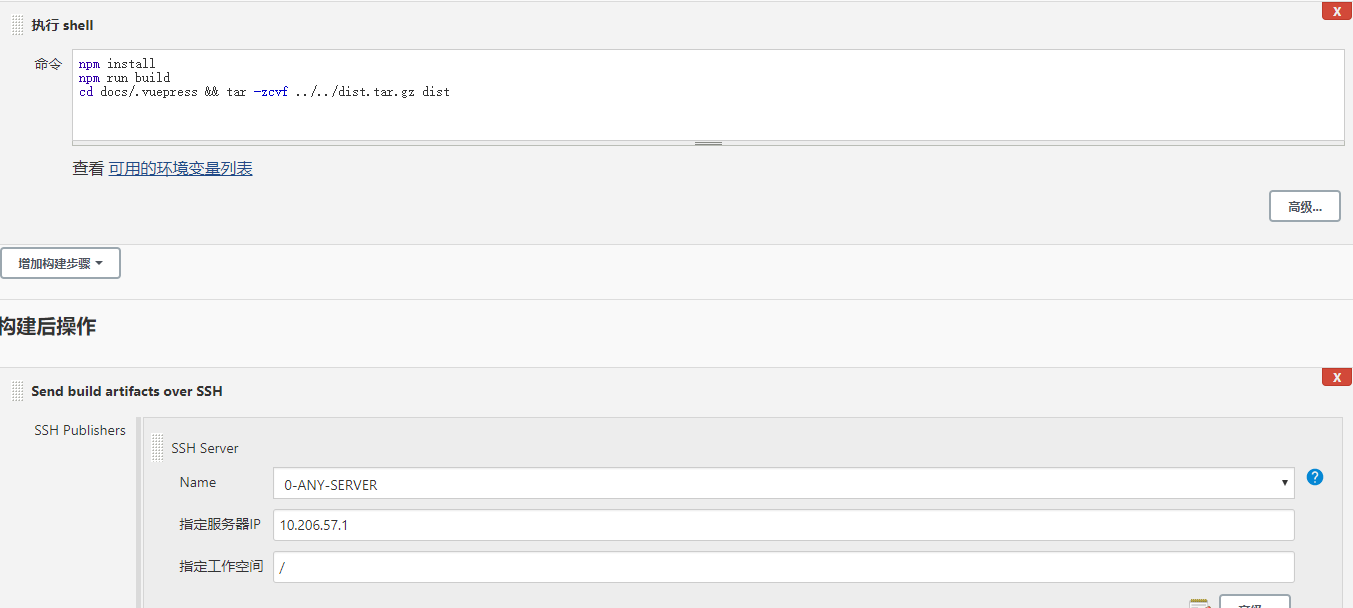 执行 shell
X
命令
npm install
npm run build
cd docs/.vuepress && tar -zcvf ../../dist.tar.gz dist
查看 可用的环境变量列表
高级...
增加构建步骤
构建后操作
Send build artifacts over SSH
X
SSH Publishers
SSH Server
Name
0-ANY-SERVER
?
指定服务器IP
10.206.57.1
指定工作空间
/
高级...